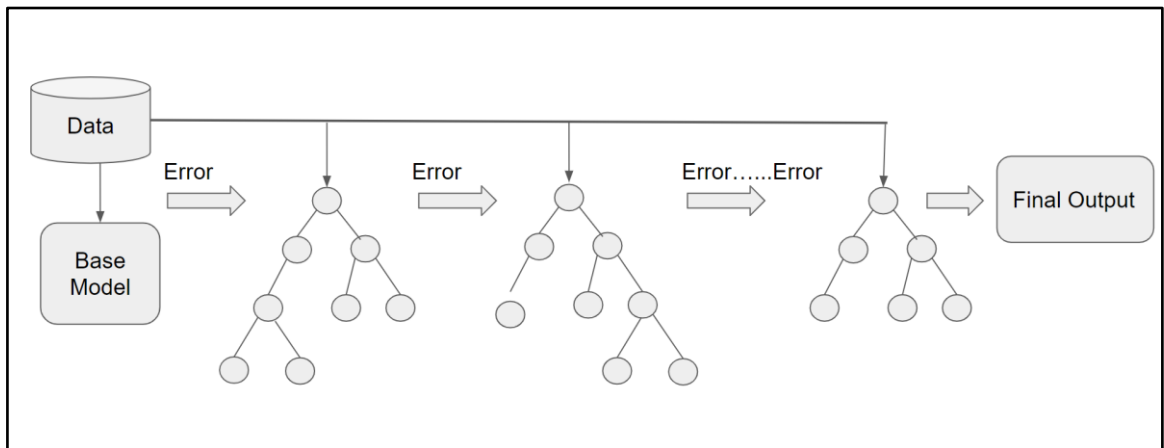 Data
Error
Error
Error…...Error
Final Output
Base
Model